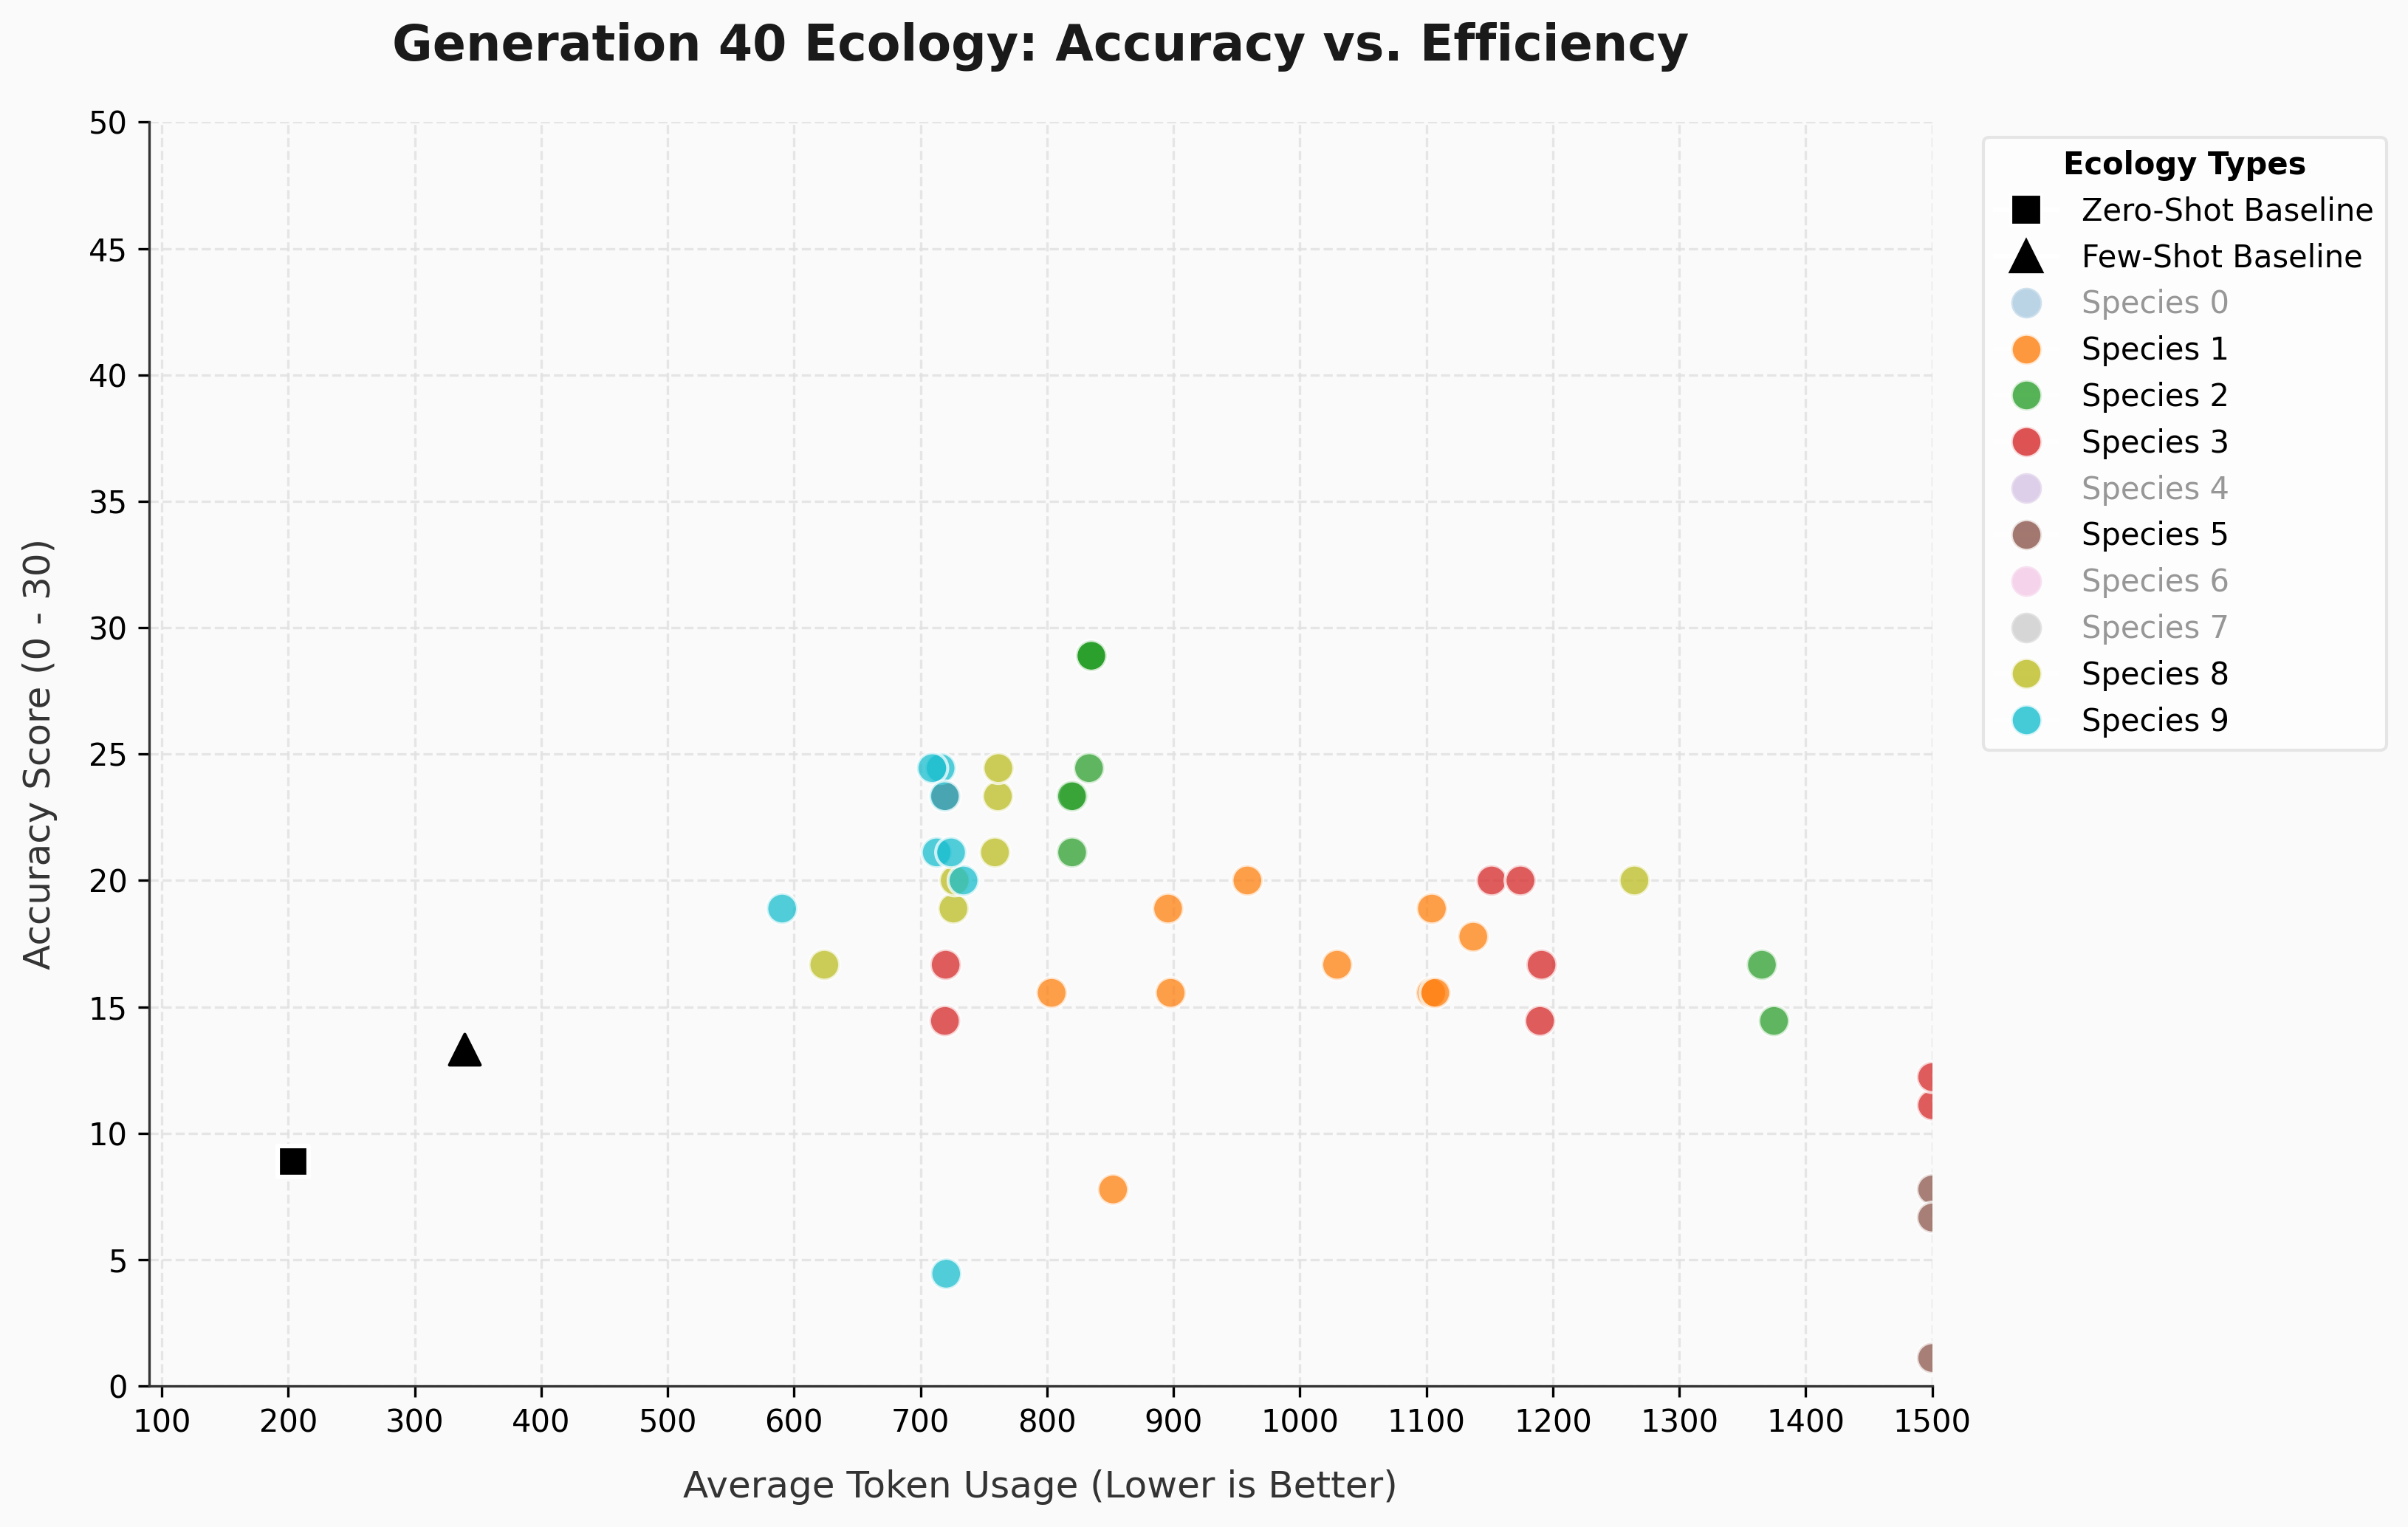 Generation 40 Ecology: Accuracy vs. Efficiency
50
45
40
35
30
25
20
15
10
5
0
Accuracy Score (0 - 30)
100 200 300 400 500 600 700 800 900 1000 1100 1200 1300 1400 1500
Average Token Usage (Lower is Better)
Ecology Types
Zero-Shot Baseline
Few-Shot Baseline
Species 0
Species 1
Species 2
Species 3
Species 4
Species 5
Species 6
Species 7
Species 8
Species 9